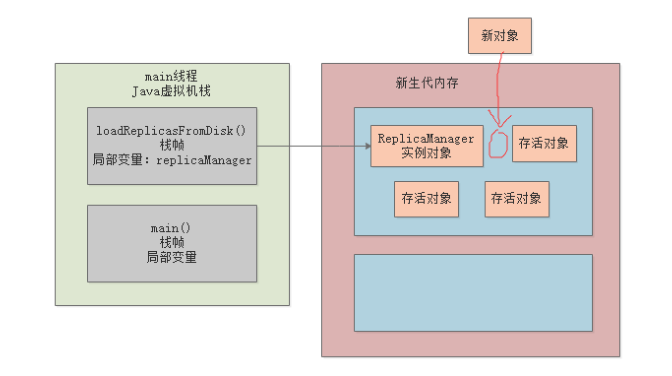 新对象
main线程
Java虚拟机栈
新生代内存
loadReplicasFromDisk()
栈帧
局部变量：replicaManager
ReplicaManager
实例对象
存活对象
存活对象
存活对象
main()
栈帧
局部变量